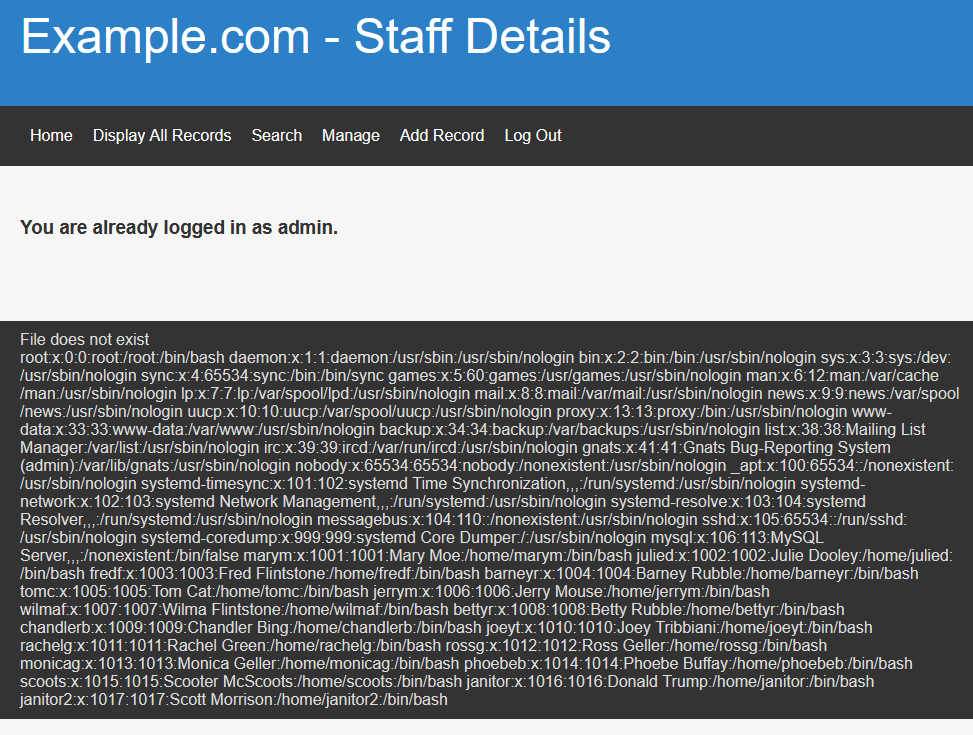 Example.com - Staff Details
Home Display All Records Search Manage Add Record Log Out
You are already logged in as admin.
File does not exist
root:x:0:0:root:/root:/bin/bash daemon:x:1:1:daemon:/usr/sbin:/usr/sbin/nologin bin:x:2:2:bin:/bin:/usr/sbin/nologin sys:x:3:3:sys:/dev:
/usr/sbin/nologin sync:x:4:65534:sync:/bin:/bin/sync games:x:5:60:games:/usr/games:/usr/sbin/nologin man:x:6:12:man:/var/cache
/man:/usr/sbin/nologin lp:x:7:7:lp:/var/spool/lpd:/usr/sbin/nologin mail:x:8:8:mail:/var/mail:/usr/sbin/nologin news:x:9:9:news:/var/spool
/news:/usr/sbin/nologin uucp:x:10:10:uucp:/var/spool/uucp:/usr/sbin/nologin proxy:x:13:13:proxy:/bin:/usr/sbin/nologin www-
data:x:33:33:www-data:/var/www:/usr/sbin/nologin backup:x:34:34:backup:/var/backups:/usr/sbin/nologin list:x:38:38:Mailing List
Manager:/var/list:/usr/sbin/nologin irc:x:39:39:ircd:/var/run/ircd:/usr/sbin/nologin gnats:x:41:41:Gnats Bug-Reporting System
(admin):/var/lib/gnats:/usr/sbin/nologin nobody:x:65534:65534:nobody:/nonexistent:/usr/sbin/nologin _apt:x:100:65534::/nonexistent:
/usr/sbin/nologin systemd-timesync:x:101:102:systemd Time Synchronization,,,:/run/systemd:/usr/sbin/nologin systemd-
network:x:102:103:systemd Network Management,,,:/run/systemd:/usr/sbin/nologin systemd-resolve:x:103:104:systemd
Resolver,,,:/run/systemd:/usr/sbin/nologin messagebus:x:104:110::/nonexistent:/usr/sbin/nologin sshd:x:105:65534::/run/sshd:
/usr/sbin/nologin systemd-coredump:x:999:999:systemd Core Dumper:/:/usr/sbin/nologin mysql:x:106:113:MySQL
Server,,,:/nonexistent:/bin/false marym:x:1001:1001:Mary Moe:/home/marym:/bin/bash julied:x:1002:1002:Julie Dooley:/home/julied:
/bin/bash fredf:x:1003:1003:Fred Flintstone:/home/fredf:/bin/bash barneyr:x:1004:1004:Barney Rubble:/home/barneyr:/bin/bash
tomc:x:1005:1005:Tom Cat:/home/tomc:/bin/bash jerrym:x:1006:1006:Jerry Mouse:/home/jerrym:/bin/bash
wilmaf:x:1007:1007:Wilma Flintstone:/home/wilmaf:/bin/bash bettyr:x:1008:1008:Betty Rubble:/home/bettyr:/bin/bash
chandlerb:x:1009:1009:Chandler Bing:/home/chandlerb:/bin/bash joeyt:x:1010:1010:Joey Tribbiani:/home/joeyt:/bin/bash
rachelg:x:1011:1011:Rachel Green:/home/rachelg:/bin/bash rossg:x:1012:1012:Ross Geller:/home/rossg:/bin/bash
monicag:x:1013:1013:Monica Geller:/home/monicag:/bin/bash phoebeb:x:1014:1014:Phoebe Buffay:/home/phoebeb:/bin/bash
scoots:x:1015:1015:Scooter McScoots:/home/scoots:/bin/bash janitor:x:1016:1016:Donald Trump:/home/janitor:/bin/bash
janitor2:x:1017:1017:Scott Morrison:/home/janitor2:/bin/bash